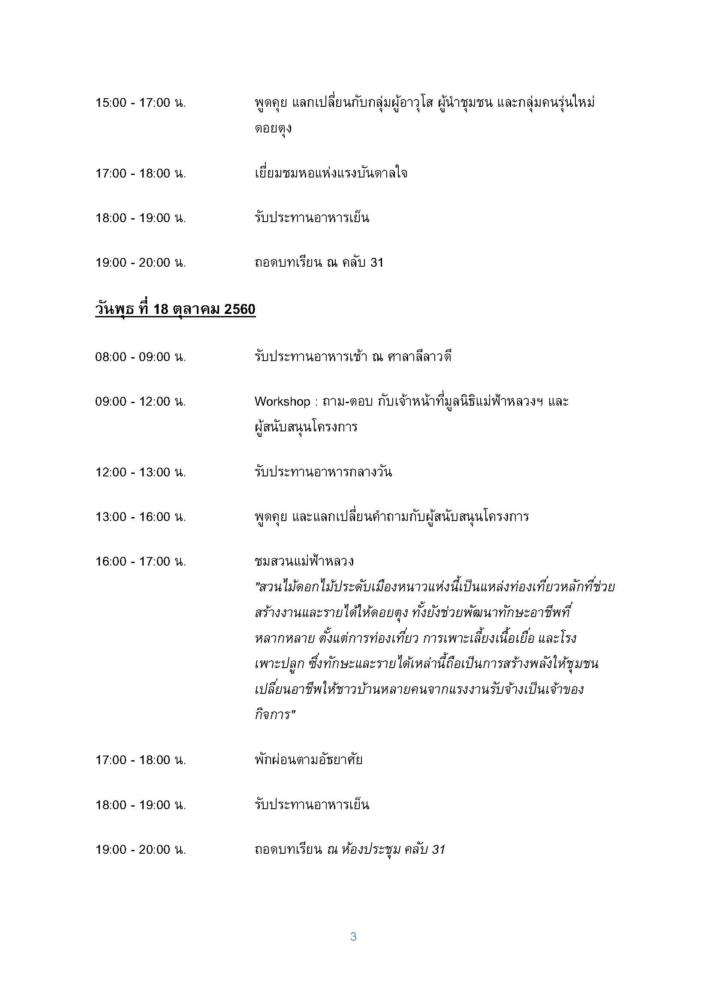 15:00 - 17:00 น. พูดคุย แลกเปลี่ยนกับกลุ่มผู้อาวุโส ผู้นำชุมชน และกลุ่มคนรุ่นใหม่
ดอยตุง
17:00 - 18:00 น. เยี่ยมชมหอแห่งแรงบันดาลใจ
18:00 - 19:00 น. รับประทานอาหารเย็น
19:00 - 20:00 น. ถอดบทเรียน ณ คลับ 31
วันพุธ ที่ 18 ตุลาคม 2560
08:00 - 09:00 น. รับประทานอาหารเช้า ณ ศาลาลีลาวดี
09:00 - 12:00 น. Workshop : ถาม-ตอบ กับเจ้าหน้าที่มูลนิธิแม่ฟ้าหลวงฯ และ
ผู้สนับสนุนโครงการ
12:00 - 13:00 น. รับประทานอาหารกลางวัน
13:00 - 16:00 น. พูดคุย และแลกเปลี่ยนคำถามกับผู้สนับสนุนโครงการ
16:00 - 17:00 น. ชมสวนแม่ฟ้าหลวง
"สวนไม้ดอกไม้ประดับเมืองหนาวแห่งนี้เป็นแหล่งท่องเที่ยวหลักที่ช่วย
สร้างงานและรายได้ให้ดอยตุง ทั้งยังช่วยพัฒนาทักษะอาชีพที่
หลากหลาย ตั้งแต่การท่องเที่ยว การเพาะเลี้ยงเนื้อเยื่อ และโรง
เพาะปลูก ซึ่งทักษะและรายได้เหล่านี้ถือเป็นการสร้างพลังให้ชุมชน
เปลี่ยนอาชีพให้ชาวบ้านหลายคนจากแรงงานรับจ้างเป็นเจ้าของ
กิจการ"
17:00 - 18:00 น. พักผ่อนตามอัธยาศัย
18:00 - 19:00 น. รับประทานอาหารเย็น
19:00 - 20:00 น. ถอดบทเรียน ณ ห้องประชุม คลับ 31
3